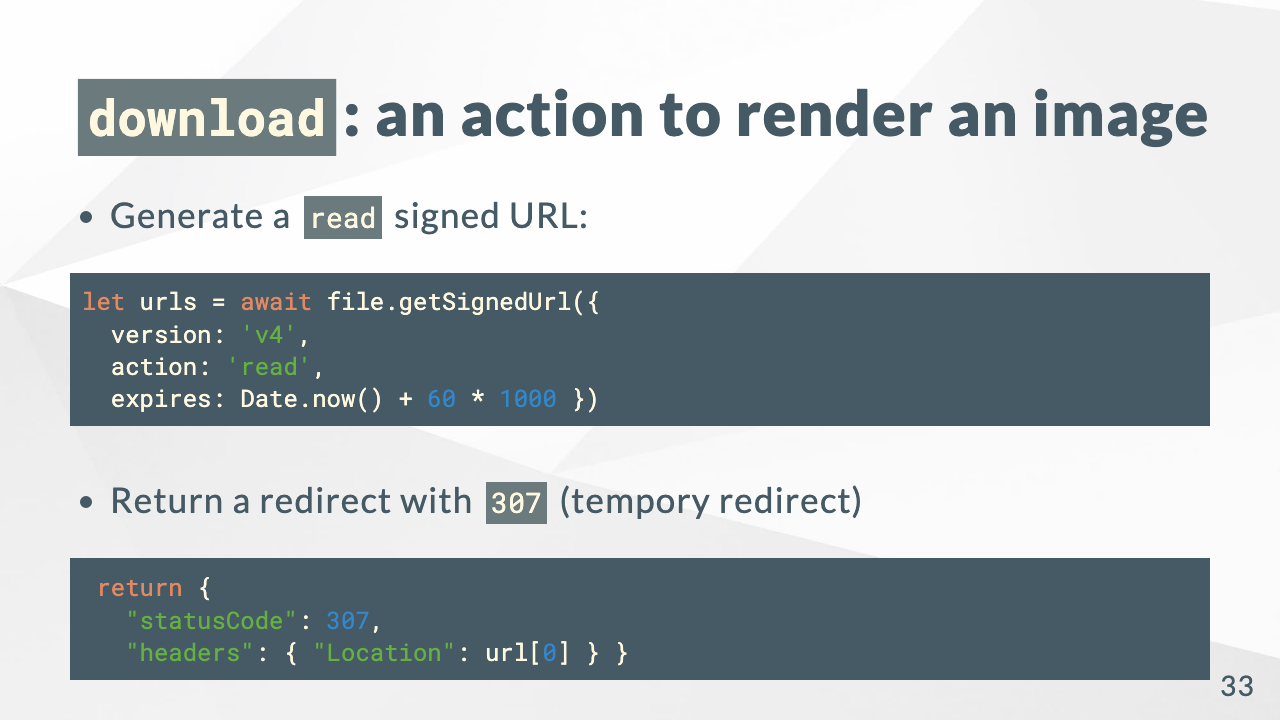 download: an action to render an image
• Generate a read signed URL:
let urls = await file.getSignedUrl({
  version: 'v4',
  action: 'read',
  expires: Date.now() + 60 * 1000 })
• Return a redirect with 307 (tempory redirect)
 return {
   "statusCode": 307,
   "headers": { "Location": url[0] } }
33